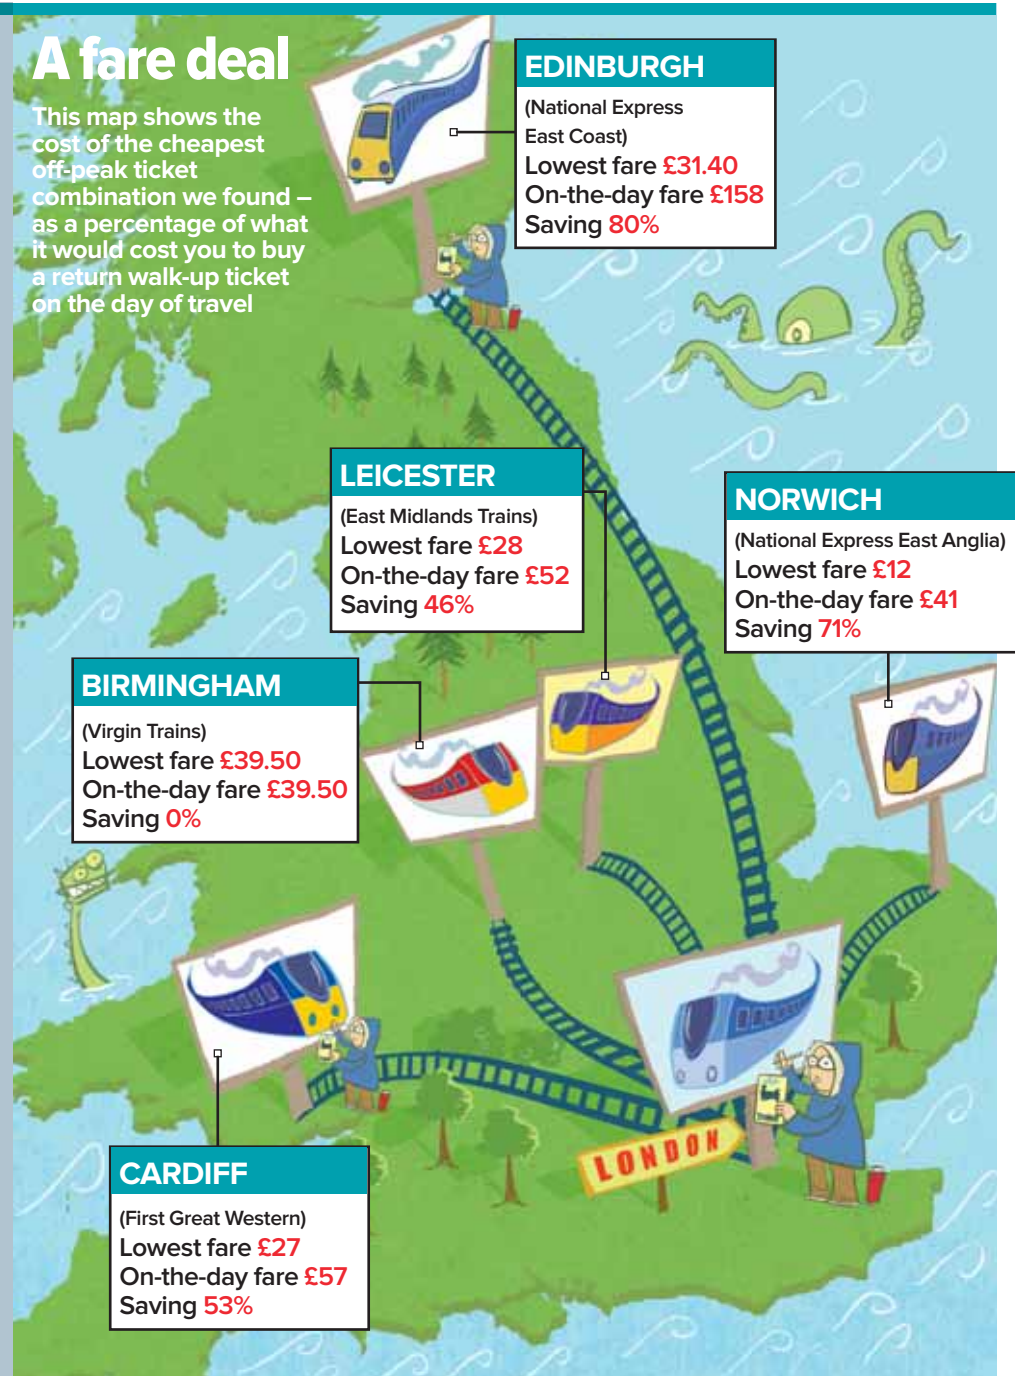 A fare deal
This map shows the
cost of the cheapest
off-peak ticket
combination we found –
as a percentage of what
it would cost you to buy
a return walk-up ticket
on the day of travel
EDINBURGH
(National Express
East Coast)
Lowest fare £31.40
On-the-day fare £158
Saving 80%
LEICESTER
(East Midlands Trains)
Lowest fare £28
On-the-day fare £52
Saving 46%
NORWICH
(National Express East Anglia)
Lowest fare £12
On-the-day fare £41
Saving 71%
BIRMINGHAM
(Virgin Trains)
Lowest fare £39.50
On-the-day fare £39.50
Saving 0%
LONDON
CARDIFF
(First Great Western)
Lowest fare £27
On-the-day fare £57
Saving 53%